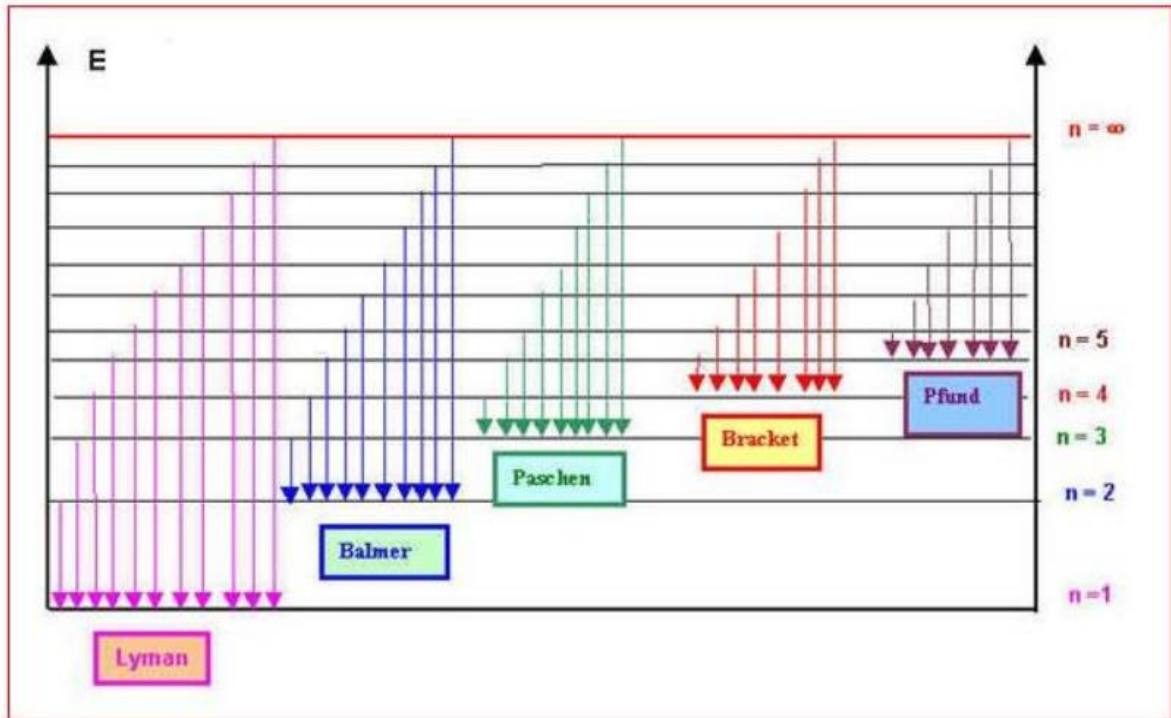 E
n = ∞
n = 5
n = 4
n = 3
n = 2
n =1
Pfund
Bracket
Paschen
Balmer
Lyman